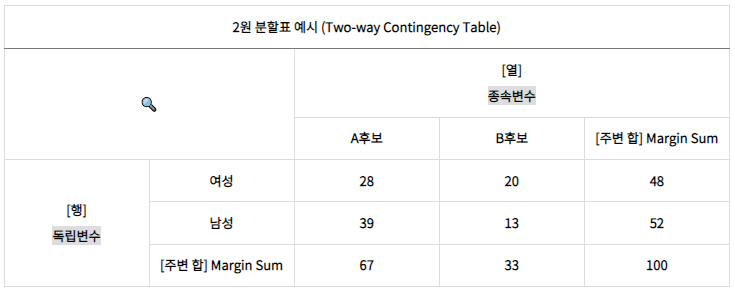 2원 분할표 예시 (Two-way Contingency Table)
[열]
종속변수
A후보 B후보 [주변 합] Margin Sum
[행]
독립변수
여성 28 20 48
남성 39 13 52
[주변 합] Margin Sum 67 33 100